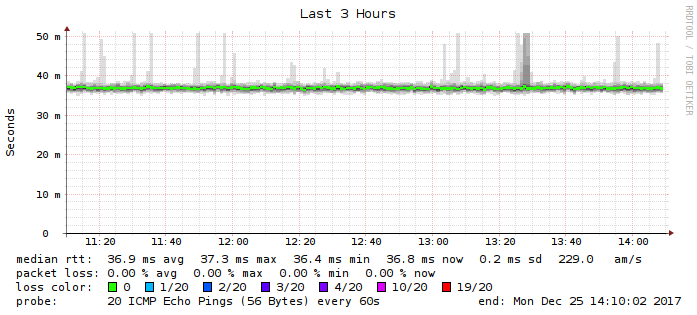 Last 3 Hours
RRDTOOL / TOBI OETIKER
Seconds
50 m
40 m
30 m
20 m
10 m
0
11:20 11:40 12:00 12:20 12:40 13:00 13:20 13:40 14:00
median rtt: 36.9 ms avg 37.3 ms max 36.4 ms min 36.8 ms now 0.2 ms sd 229.0 am/s
packet loss: 0.00 % avg 0.00 % max 0.00 % min 0.00 % now
loss color: 0 1/20 2/20 3/20 4/20 10/20 19/20
probe: 20 ICMP Echo Pings (56 Bytes) every 60s end: Mon Dec 25 14:10:02 2017